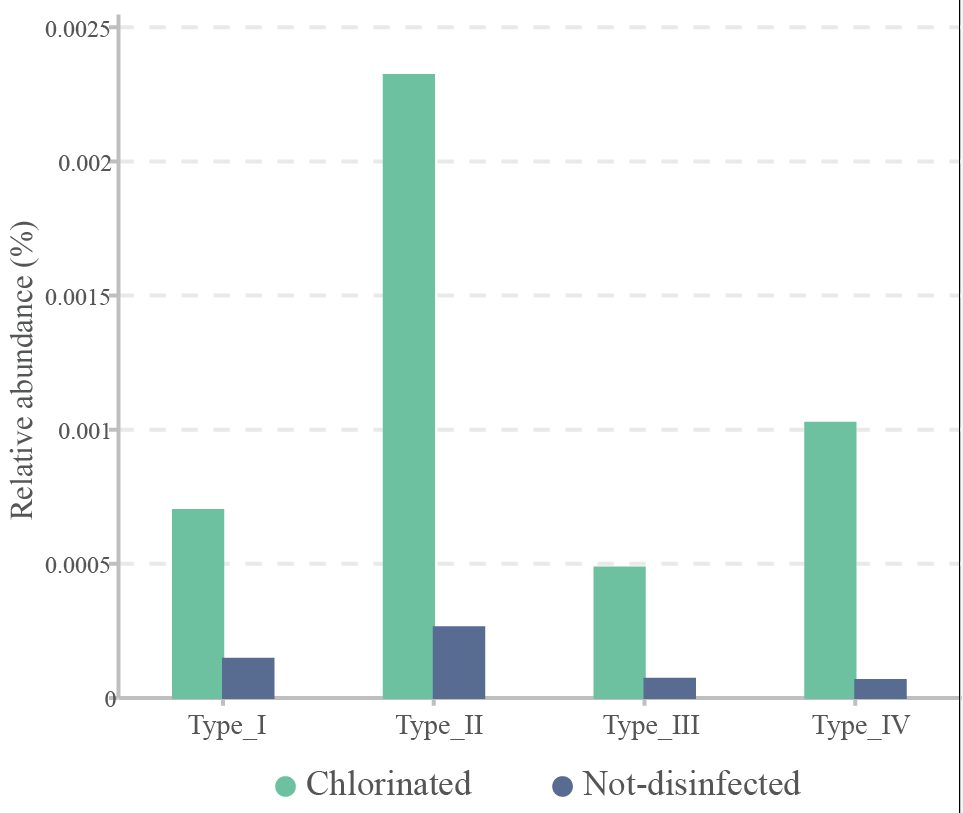 Relative abundance (%)
0.0025
0.002
0.0015
0.001
0.0005
0
Type_I Type_II Type_III Type_IV
Chlorinated Not-disinfected